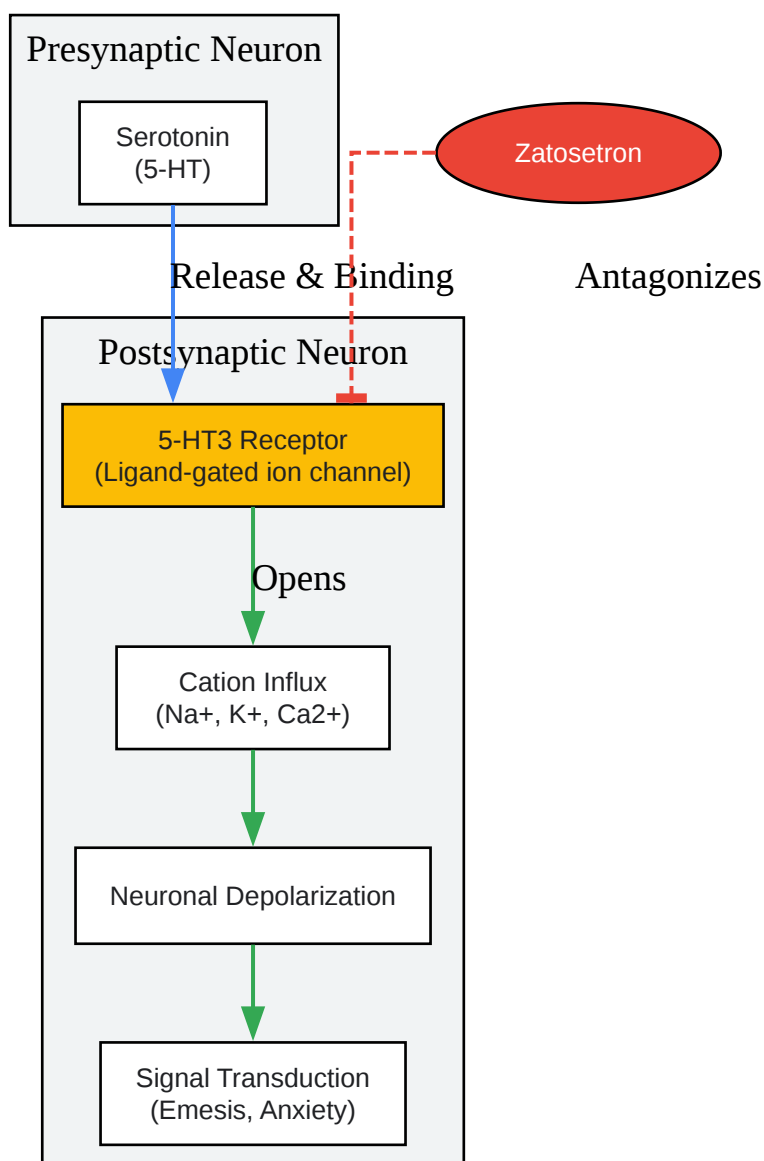 Presynaptic Neuron
Serotonin
(5-HT)
Zatosetron
Release & Binding
Antagonizes
Postsynaptic Neuron
5-HT3 Receptor
(Ligand-gated ion channel)
Opens
Cation Influx
(Na+, K+, Ca2+)
Neuronal Depolarization
Signal Transduction
(Emesis, Anxiety)